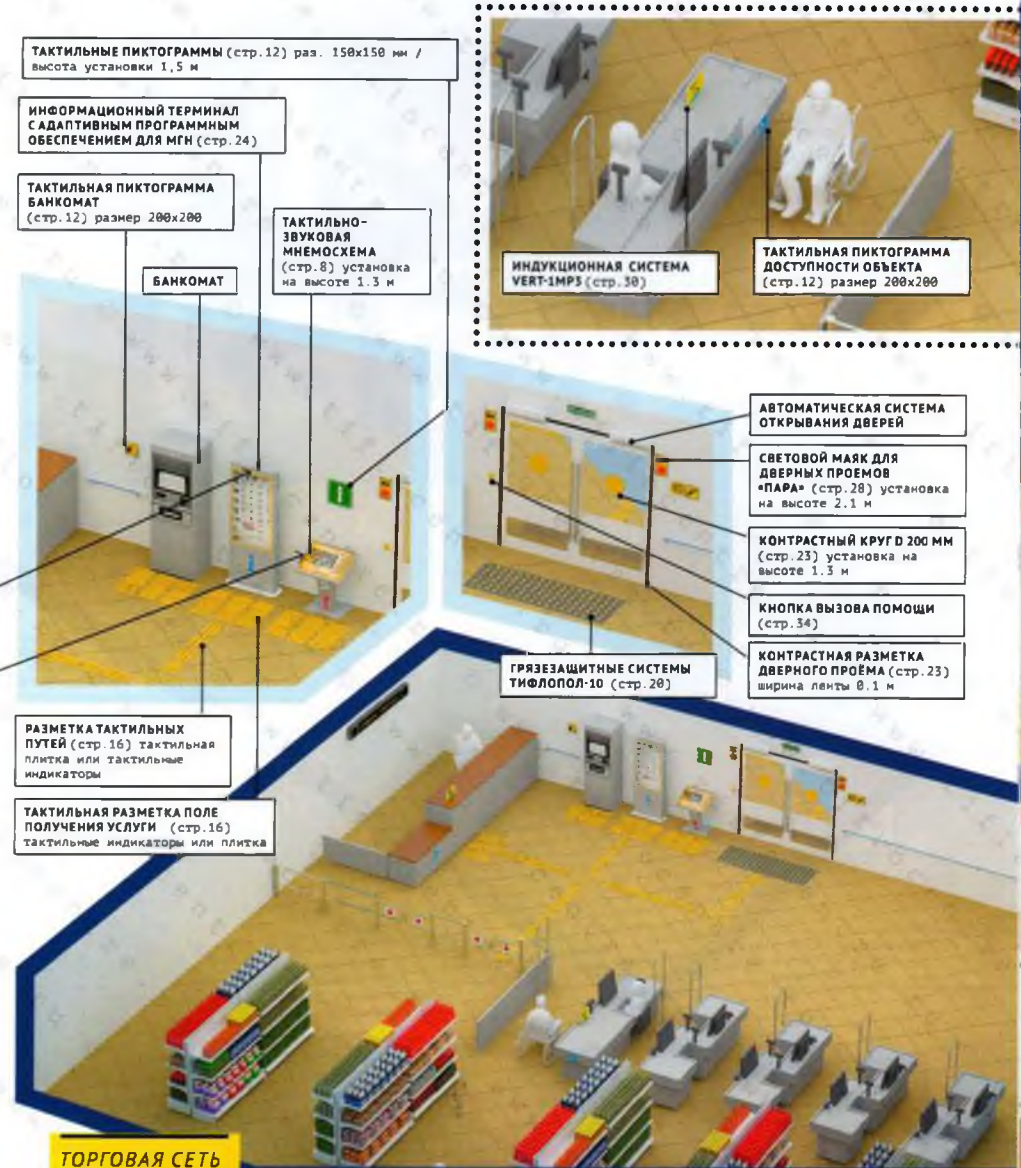 ТАКТИЛЬНЫЕ ПИКТОГРАММЫ (стр.12) раз. 150x150 мм /
высота установки 1,5 м
ИНФОРМАЦИОННЫЙ ТЕРМИНАЛ
С АДАПТИВНЫМ ПРОГРАММНЫМ
ОБЕСПЕЧЕНИЕМ ДЛЯ МГН (стр.24)
ТАКТИЛЬНАЯ ПИКТОГРАММА
БАНКОМАТ
(стр.12) размер 200x200
БАНКОМАТ
ТАКТИЛЬНО-
ЗВУКОВАЯ
МНЕМОСХЕМА
(стр.8) установка
на высоте 1.3 м
ИНДУКЦИОННАЯ СИСТЕМА
VERT-1MP3 (стр.30)
ТАКТИЛЬНАЯ ПИКТОГРАММА
ДОСТУПНОСТИ ОБЪЕКТА
(стр.12) размер 200x200
АВТОМАТИЧЕСКАЯ СИСТЕМА
ОТКРЫВАНИЯ ДВЕРЕЙ
СВЕТОВОЙ МАЯК ДЛЯ
ДВЕРНЫХ ПРОЕМОВ
«ПАРА» (стр.28) установка
на высоте 2.1 м
КОНТРАСТНЫЙ КРУГ D 200 ММ
(стр.23) установка на
высоте 1.3 м
КНОПКА ВЫЗОВА ПОМОЩИ
(стр.34)
КОНТРАСТНАЯ РАЗМЕТКА
ДВЕРНОГО ПРОЁМА (стр.23)
ширина ленты 0.1 м
ГРЯЗЕЗАЩИТНЫЕ СИСТЕМЫ
ТИФЛОПОЛ-10 (стр.20)
РАЗМЕТКА ТАКТИЛЬНЫХ
ПУТЕЙ (стр.16) тактильная
плитка или тактильные
индикаторы
ТАКТИЛЬНАЯ РАЗМЕТКА ПОЛЕ
ПОЛУЧЕНИЯ УСЛУГИ (стр.16)
тактильные индикаторы или плитка
ТОРГОВАЯ СЕТЬ